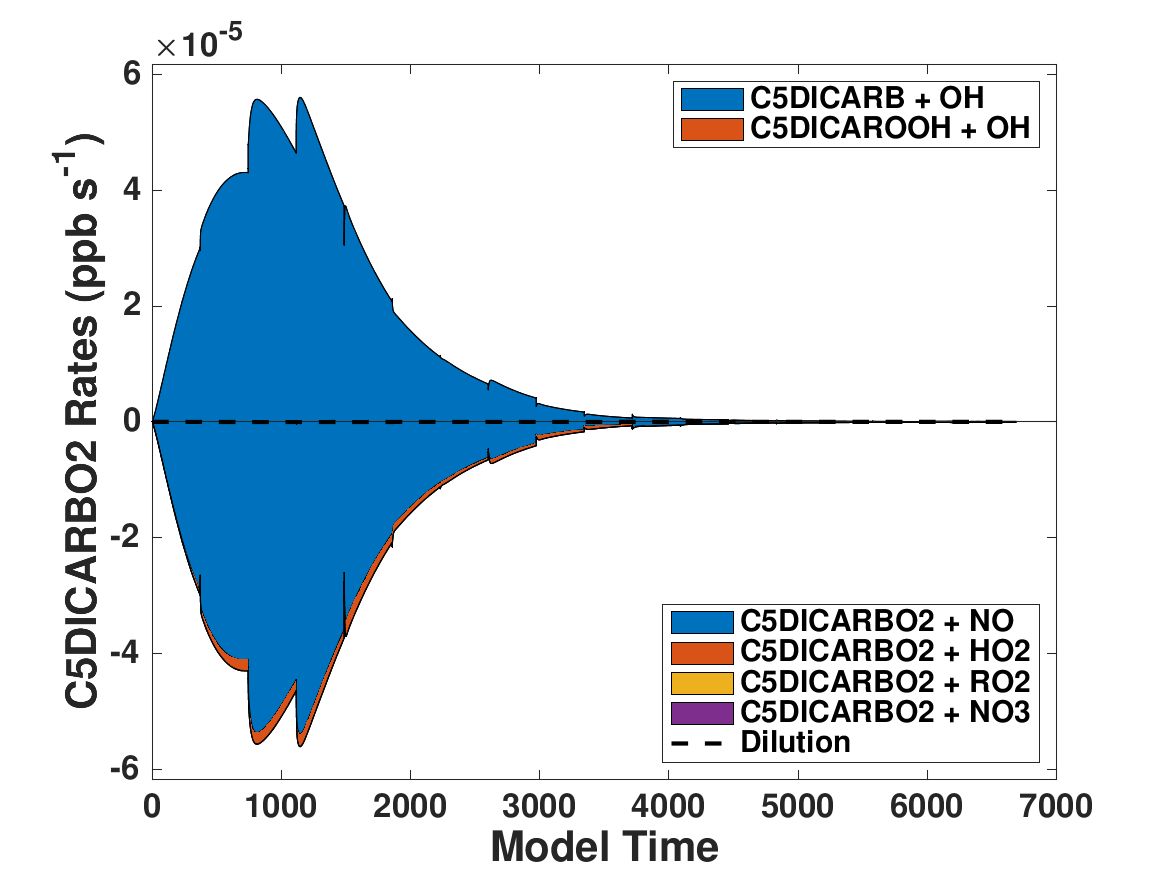 ×10-5
6
4
2
0
-2
-4
-6
C5DICARBO2 Rates (ppb s-1)
C5DICARB + OH
C5DICAROOH + OH
C5DICARBO2 + NO
C5DICARBO2 + HO2
C5DICARBO2 + RO2
C5DICARBO2 + NO3
Dilution
0 1000 2000 3000 4000 5000 6000 7000
Model Time